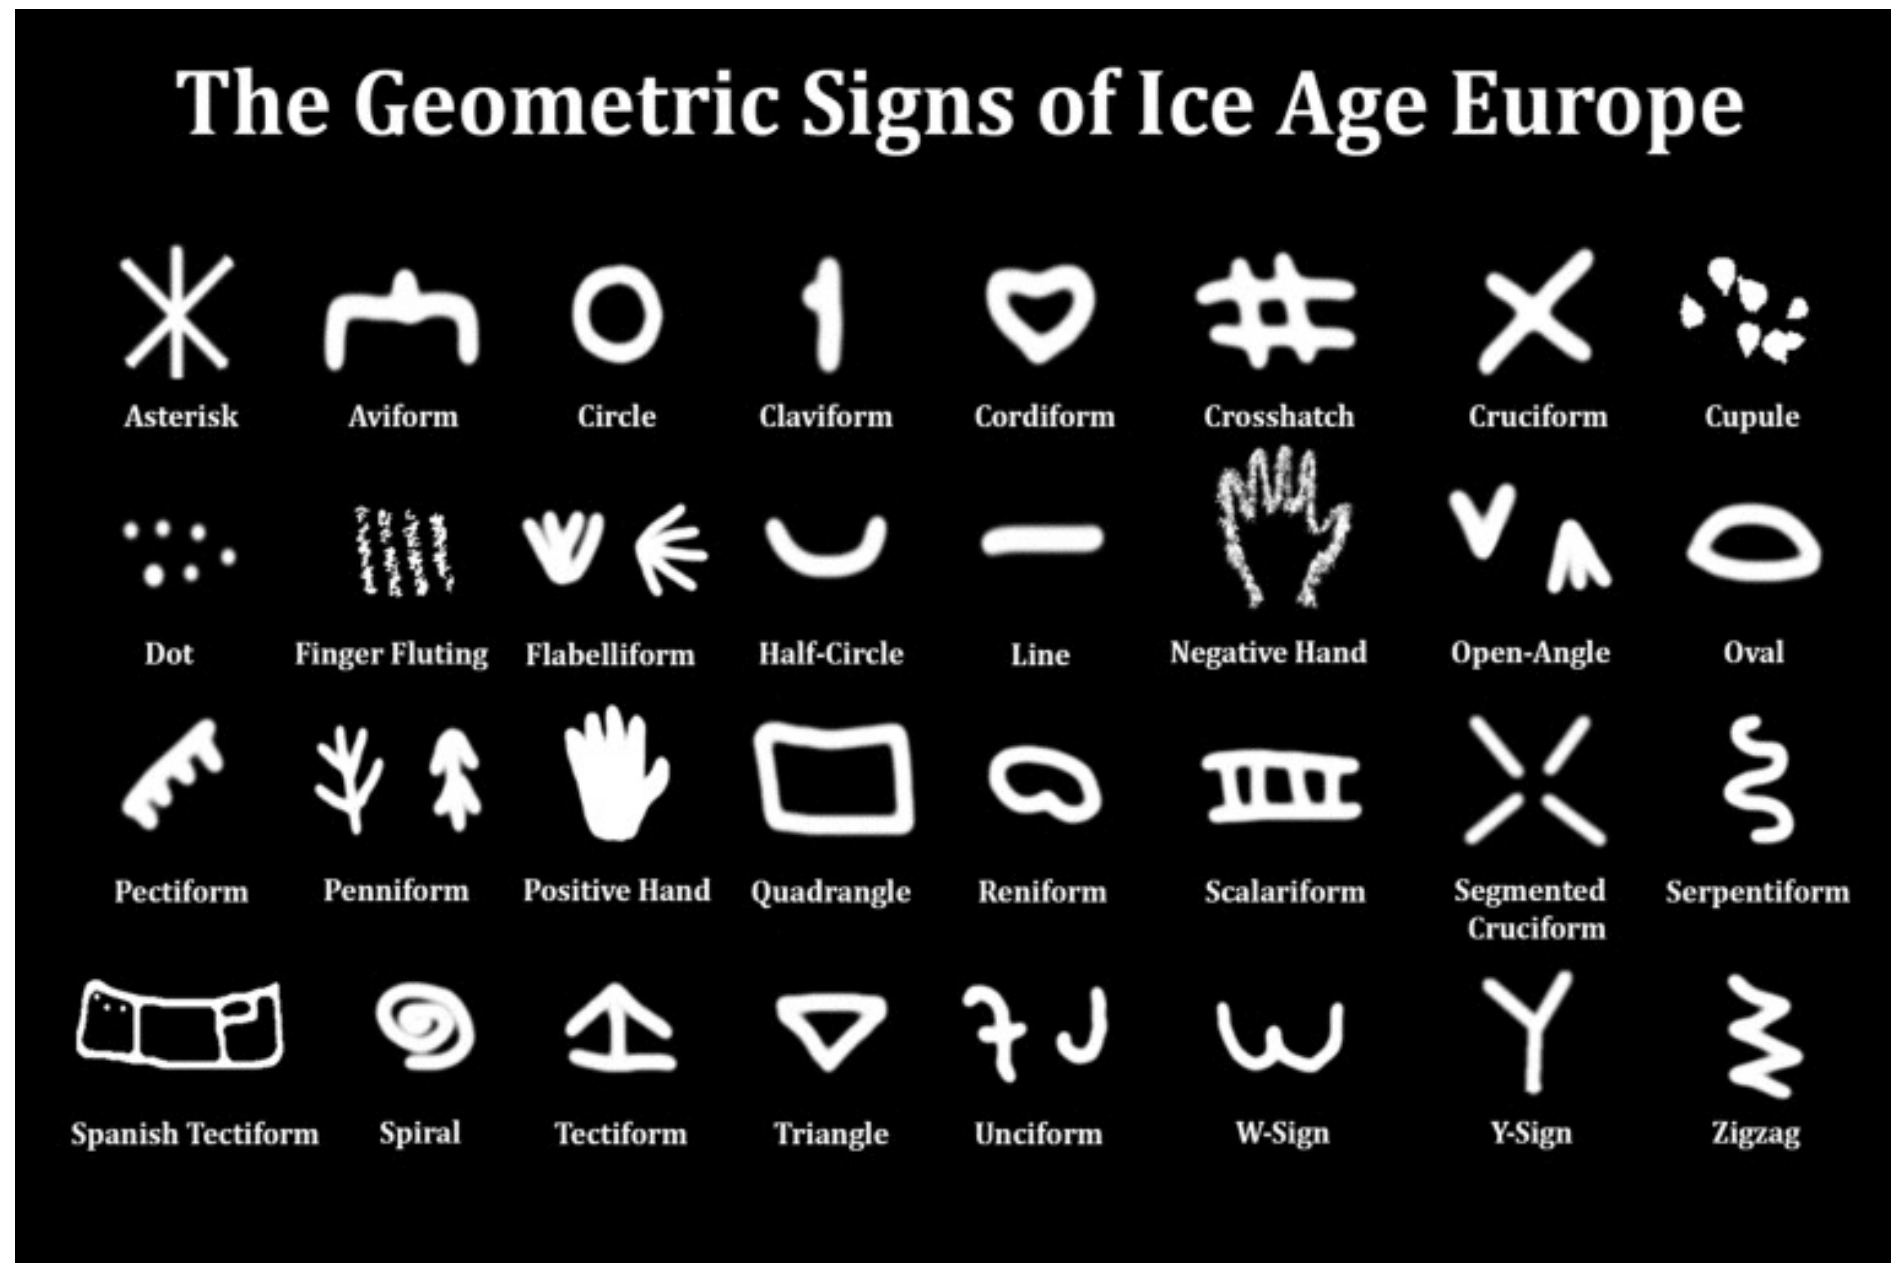 The Geometric Signs of Ice Age Europe
Asterisk Aviform Circle Claviform Cordiform Crosshatch Cruciform Cupule
Dot Finger Fluting Flabelliform Half-Circle Line Negative Hand Open-Angle Oval
Pectiform Penniform Positive Hand Quadrangle Reniform Scalariform Segmented Cruciform Serpentiform
Spanish Tectiform Spiral Tectiform Triangle Unciform W-Sign Y-Sign Zigzag